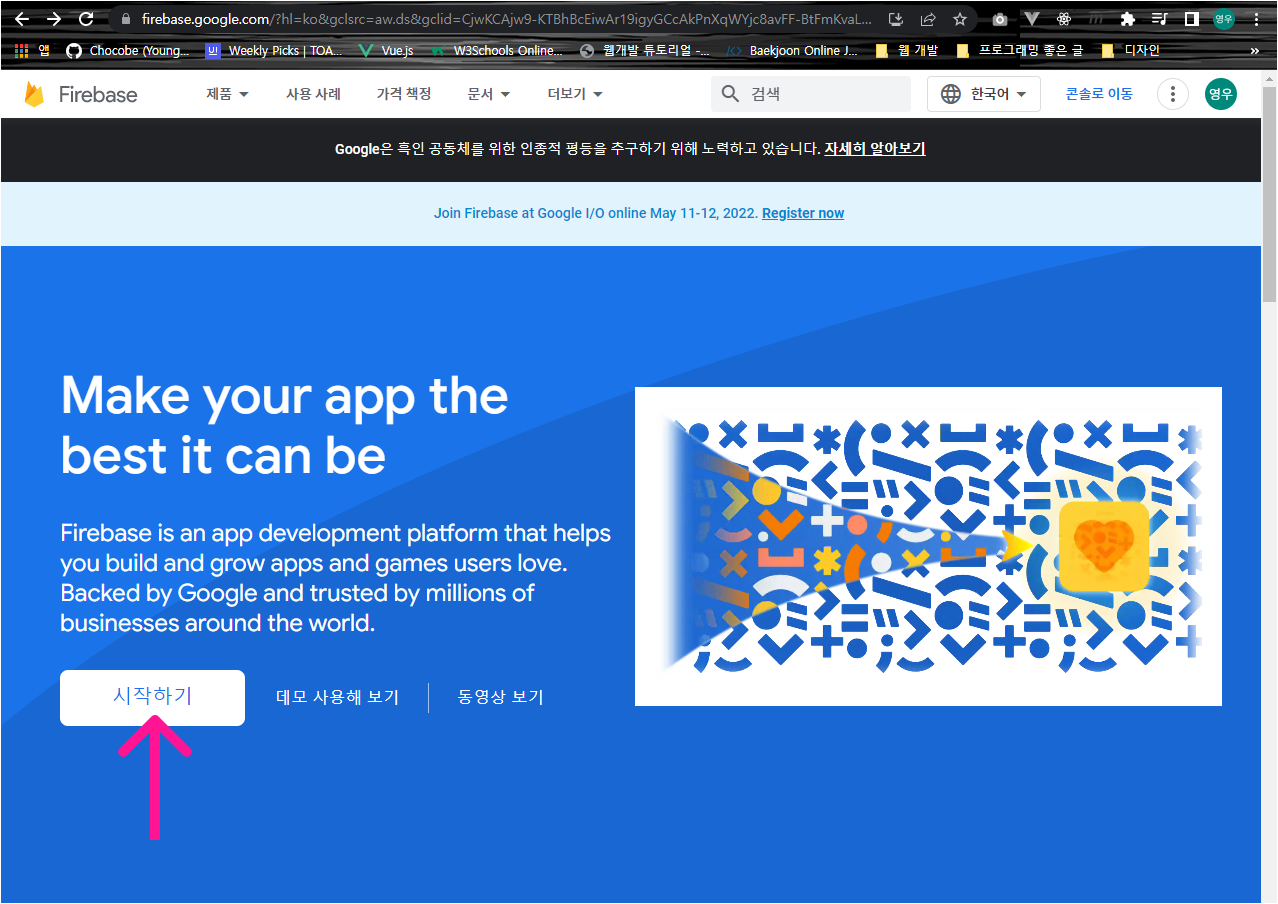 firebase.google.com/?hl=ko&gclsrc=aw.ds&gclid=CjwKCAjw9-KTBhBcEiwAr19igyGCcAkPnXqWYjc8avFF-BtFmKvaL...
영우
앱 Chocobe (Young... UI Weekly Picks | TOA... Vue.js W3Schools Online... 웹개발 튜토리얼 -... Baekjoon Online J... 웹 개발 프로그래밍 좋은 글 디자인 »
Firebase 제품 사용 사례 가격 책정 문서 더보기 검색 한국어 콘솔로 이동 영우
Google은 흑인 공동체를 위한 인종적 평등을 추구하기 위해 노력하고 있습니다. 자세히 알아보기
Join Firebase at Google I/O online May 11-12, 2022. Register now
Make your app the
best it can be
Firebase is an app development platform that helps
you build and grow apps and games users love.
Backed by Google and trusted by millions of
businesses around the world.
시작하기 데모 사용해 보기 동영상 보기